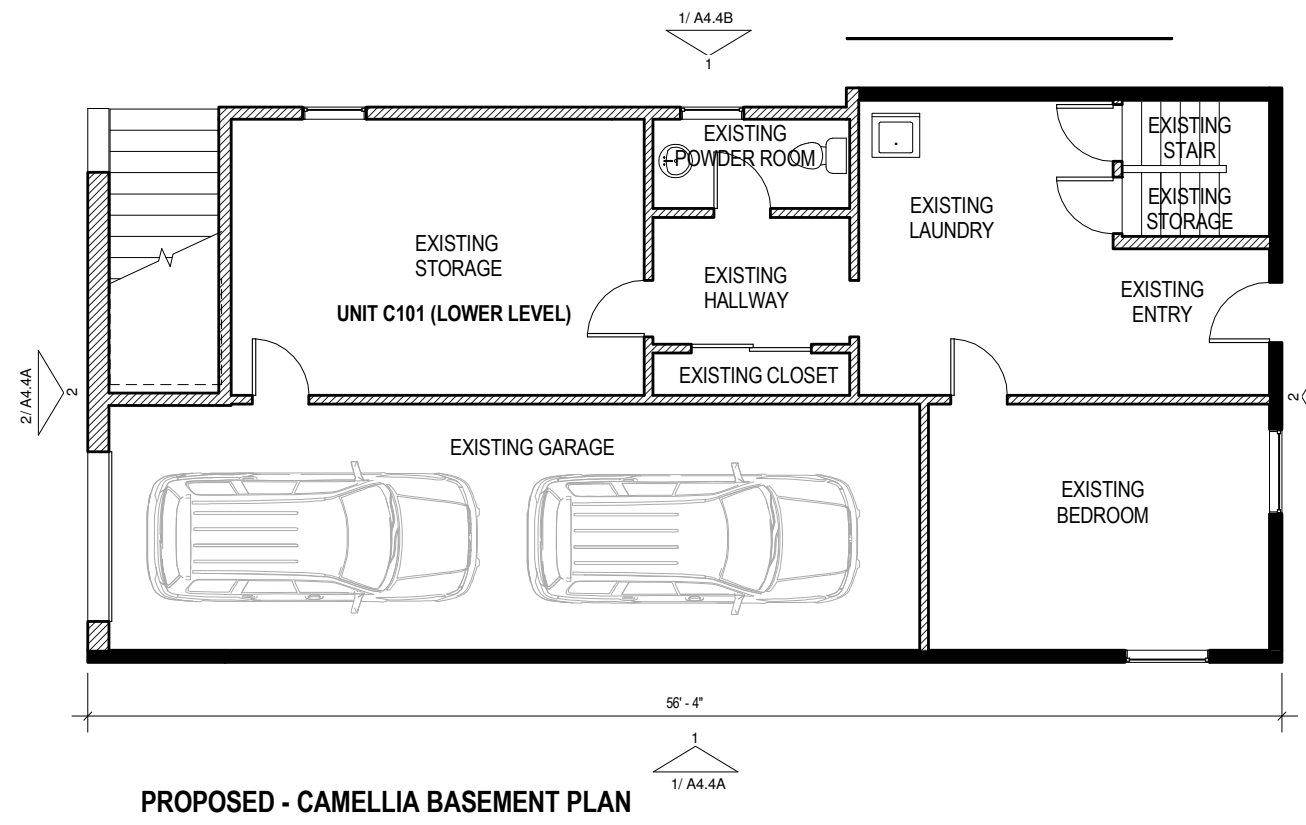 1/ A4.4B
1
EXISTING
POWDER ROOM
EXISTING
STAIR
EXISTING
STORAGE
EXISTING
LAUNDRY
EXISTING
STORAGE
UNIT C101 (LOWER LEVEL)
EXISTING
HALLWAY
EXISTING
ENTRY
EXISTING CLOSET
2/ A4.4A
2
2
EXISTING GARAGE
EXISTING
BEDROOM
56' - 4"
1
1/ A4.4A
PROPOSED - CAMELLIA BASEMENT PLAN